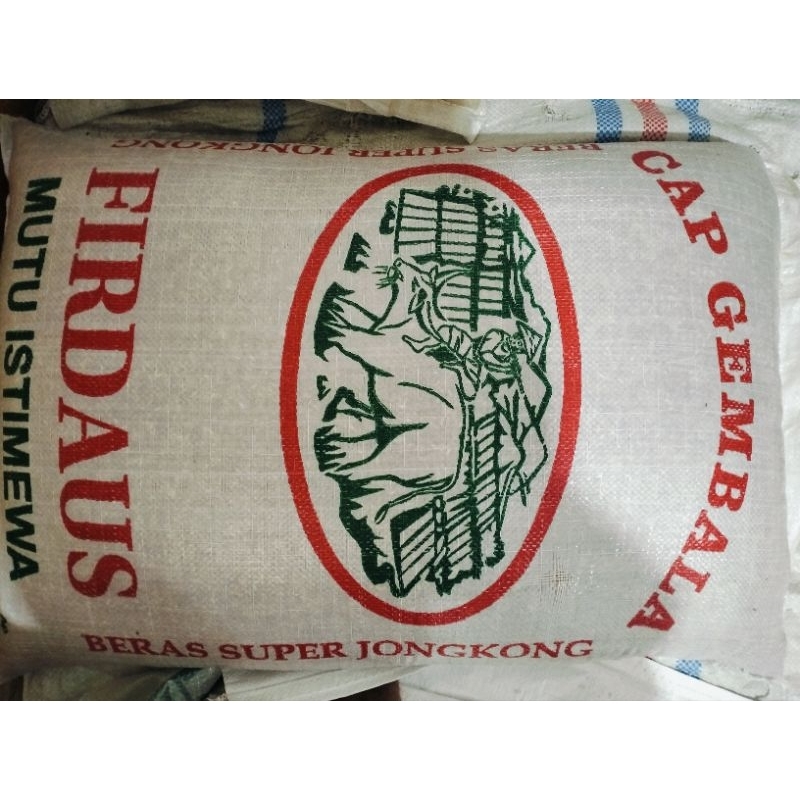 CAP GEMBALA
BERAS SUPER JONGKONG
BERAS SUPER JONGKONG
FIRDAUS
MUTU ISTIMEWA